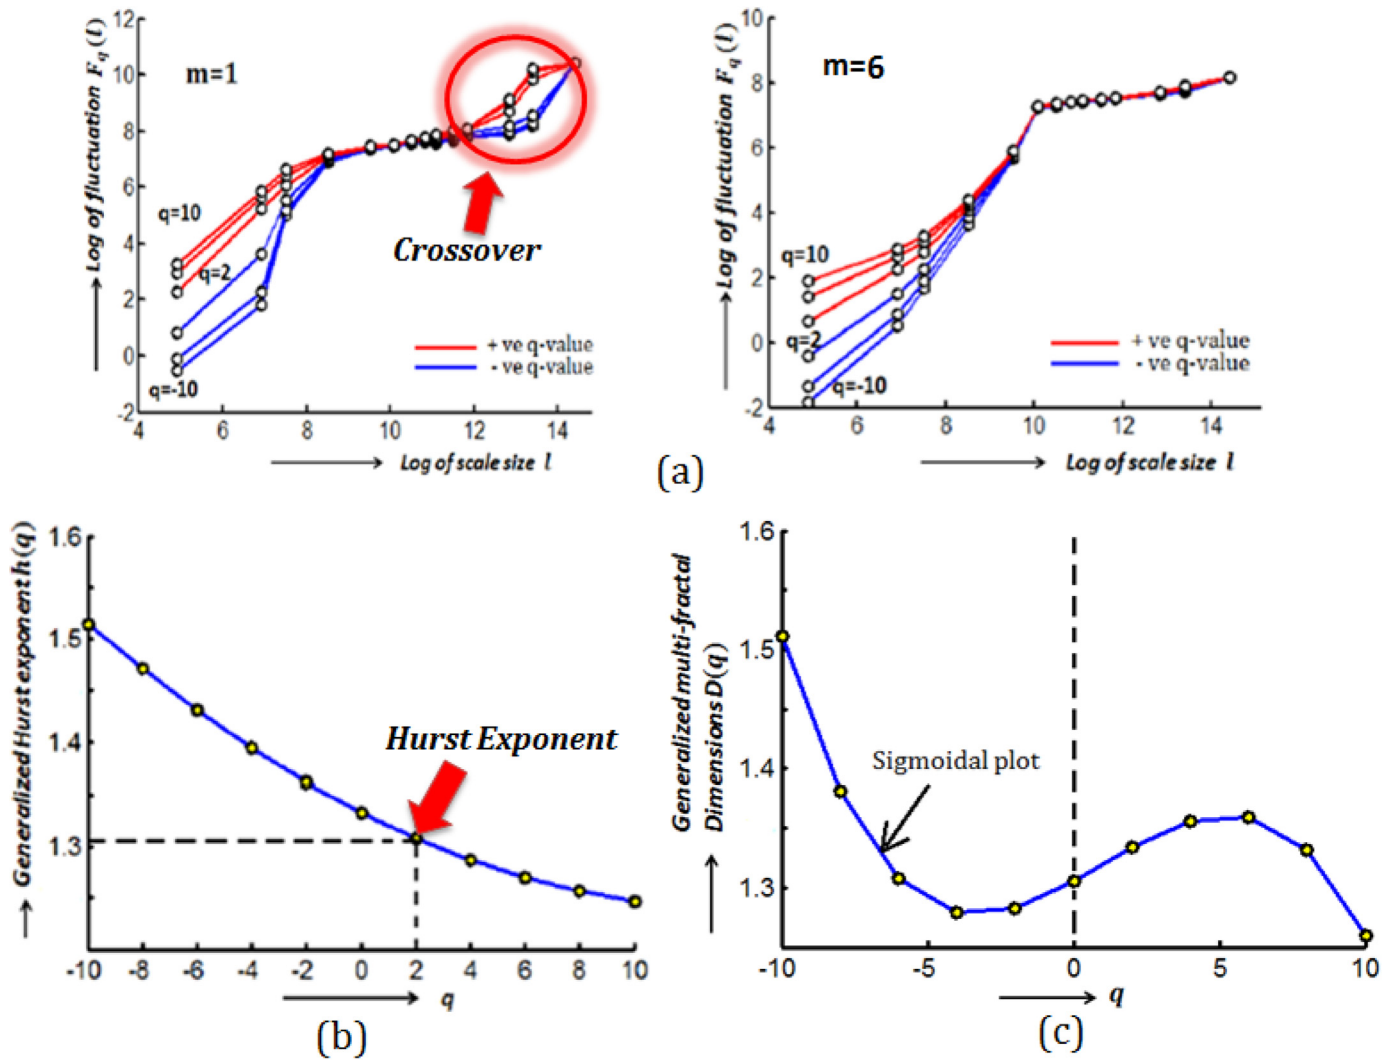 Log of fluctuation F_q(l)
12
10
8
6
4
2
0
-2
m=1
q=10
q=2
q=-10
Crossover
+ ve q-value
- ve q-value
4 6 8 10 12 14
Log of scale size l
Log of fluctuation F_q(l)
10
8
6
4
2
0
-2
m=6
q=10
q=2
q=-10
+ ve q-value
- ve q-value
4 6 8 10 12 14
Log of scale size l
(a)
Generalized Hurst exponent h(q)
1.6
1.5
1.4
1.3
Hurst Exponent
-10 -8 -6 -4 -2 0 2 4 6 8 10
q
(b)
Generalized multi-fractal
Dimensions D(q)
1.6
1.5
1.4
1.3
Sigmoidal plot
-10 -5 0 5 10
q
(c)